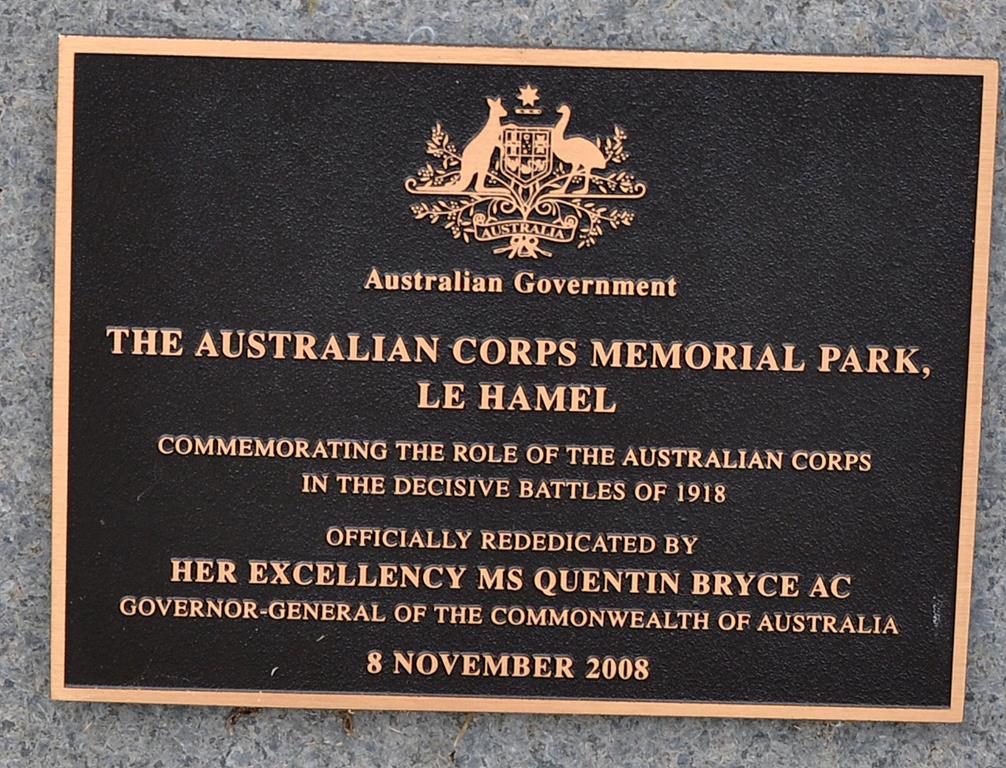 AUSTRALIA
Australian Government
THE AUSTRALIAN CORPS MEMORIAL PARK,
LE HAMEL
COMMEMORATING THE ROLE OF THE AUSTRALIAN CORPS
IN THE DECISIVE BATTLES OF 1918
OFFICIALLY REDEDICATED BY
HER EXCELLENCY MS QUENTIN BRYCE AC
GOVERNOR-GENERAL OF THE COMMONWEALTH OF AUSTRALIA
8 NOVEMBER 2008